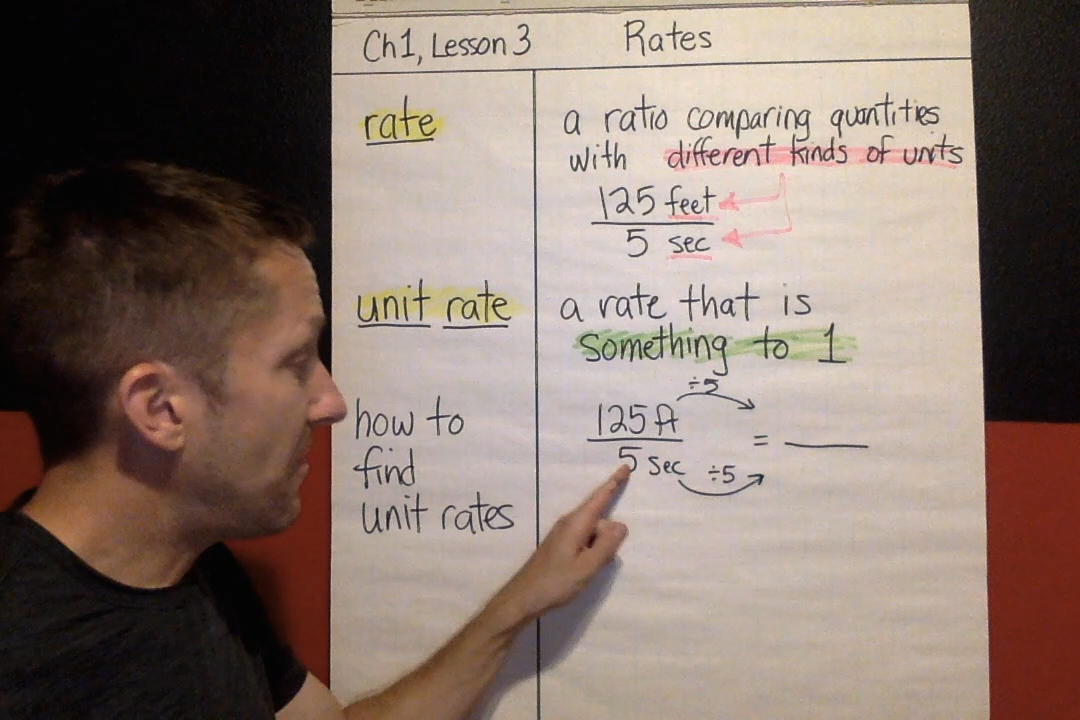 Ch1, Lesson 3 Rates
rate
a ratio comparing quantities
with different kinds of units
125 feet
5 sec
unit rate
a rate that is
something to 1
how to
find
unit rates
÷5
125 ft
=
5 sec ÷5